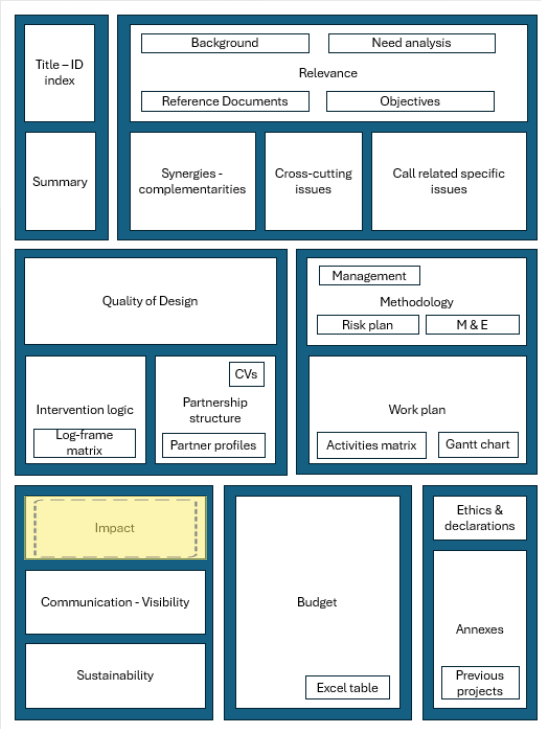 Title – ID
index
Background
Need analysis
Relevance
Reference Documents
Objectives
Summary
Synergies -
complementarities
Cross-cutting
issues
Call related specific
issues
Quality of Design
Management
Methodology
Risk plan
M & E
Intervention logic
Log-frame
matrix
CVs
Partnership
structure
Partner profiles
Work plan
Activities matrix
Gantt chart
Impact
Communication - Visibility
Sustainability
Budget
Excel table
Ethics &
declarations
Annexes
Previous
projects